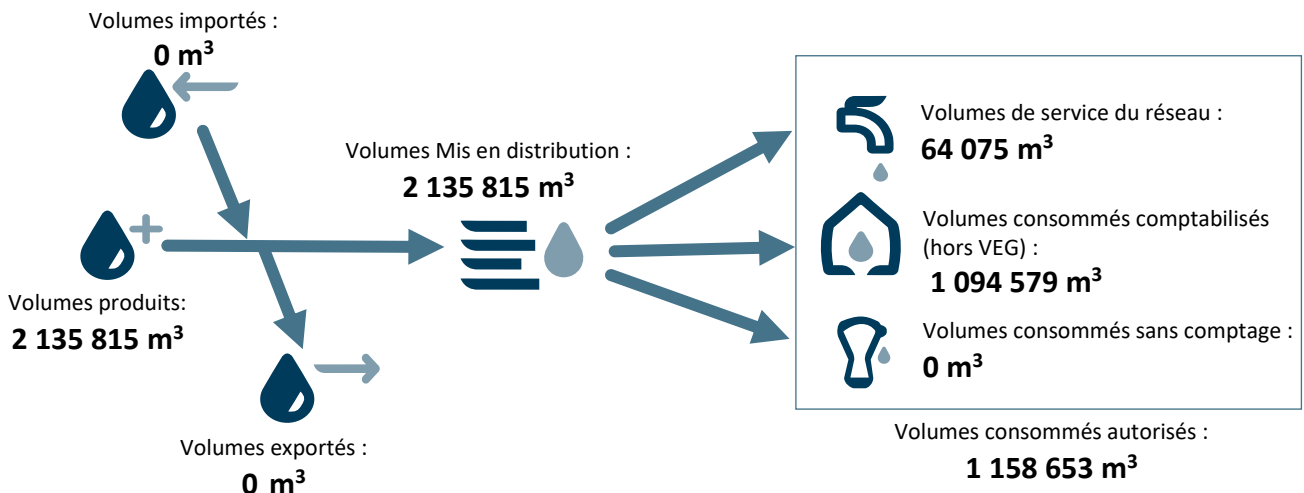 Volumes importés :
0 m³
Volumes Mis en distribution :
2 135 815 m³
Volumes produits:
2 135 815 m³
Volumes exportés :
0 m³
Volumes de service du réseau :
64 075 m³
Volumes consommés comptabilisés
(hors VEG) :
1 094 579 m³
Volumes consommés sans comptage :
0 m³
Volumes consommés autorisés :
1 158 653 m³